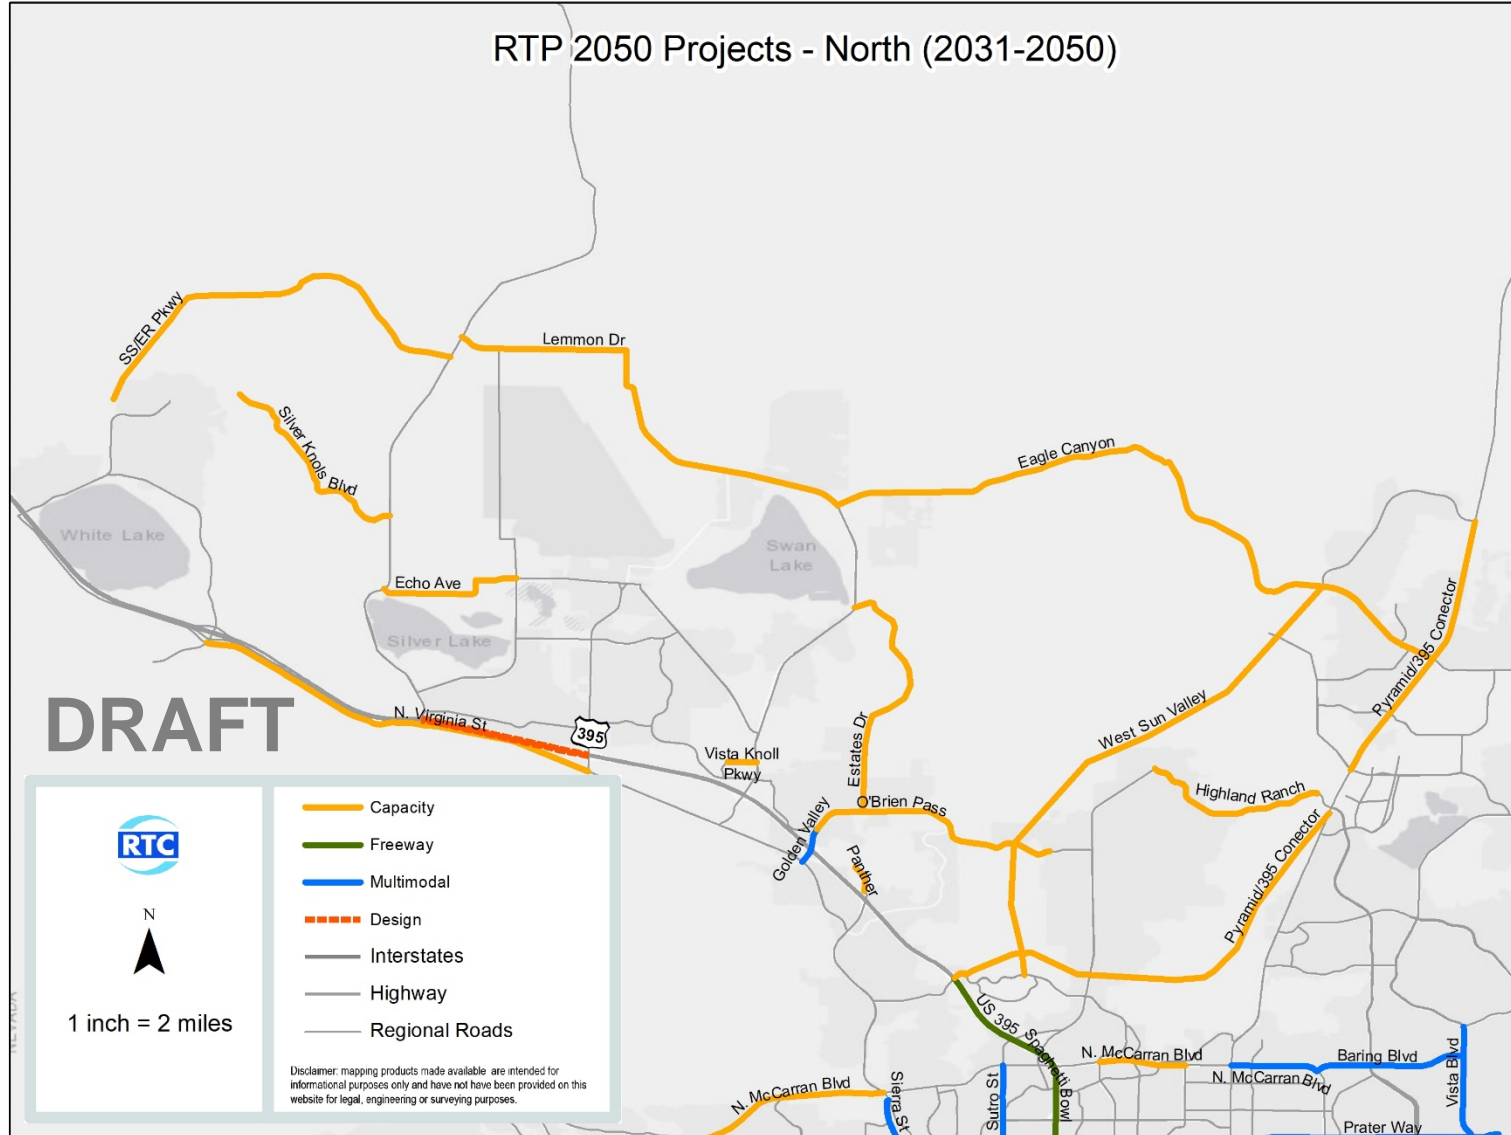 RTP 2050 Projects - North (2031-2050)
SS/ER Pkwy
Lemmon Dr
Silver Knols Blvd
Eagle Canyon
White Lake
Swan
Lake
Echo Ave
Silver Lake
Pyramid/395 Conector
DRAFT
N. Virginia St
395
West Sun Valley
Vista Knoll
Pkwy
Estates Dr
Highland Ranch
O'Brien Pass
Golden Valley
Panther
Pyramid/395 Conector
RTC
N
1 inch = 2 miles
Capacity
Freeway
Multimodal
Design
Interstates
Highway
Regional Roads
Disclaimer: mapping products made available are intended for
informational purposes only and have not have been provided on this
website for legal, engineering or surveying purposes.
NEVADA
US 395
Spaghetti Bowl
N. McCarran Blvd
Baring Blvd
N. McCarran Blvd
Vista Blvd
N. McCarran Blvd
Sierra St
Sutro St
Prater Way